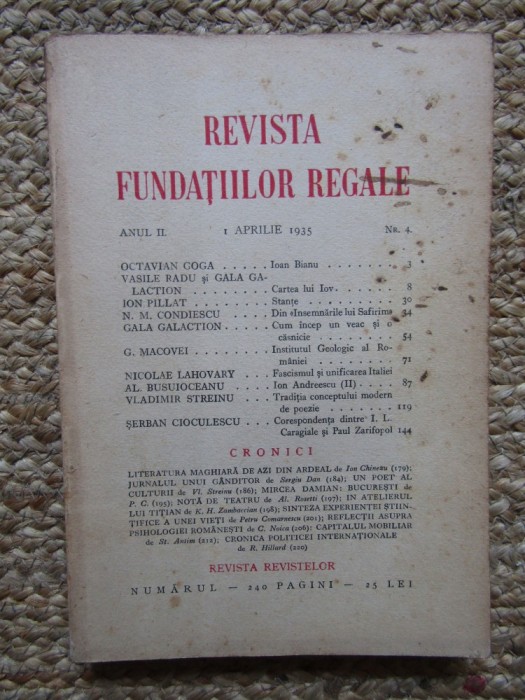 REVISTA
FUNDAȚIILOR REGALE
ANUL II. 1 APRILIE 1935 Nr. 4
OCTAVIAN GOGA . . . . . Ioan Bianu . . . . . . . . 3
VASILE RADU și GALA GA-
LACTION . . . . . . . . Cartea lui Iov . . . . . . . 8
ION PILLAT . . . . . . . Stanțe . . . . . . . . . . 30
N. M. CONDIESCU . . . . Din «Insemnările lui Safirim» 34
GALA GALACTION . . . . . Cum încep un veac și o
căsnicie . . . . . . . . 54
G. MACOVEI . . . . . . . . Institutul Geologic al Ro-
mâniei . . . . . . . . 71
NICOLAE LAHOVARY . . . Fascismul și unificarea Italiei
AL. BUSUIOCEANU . . . . Ion Andreescu (II) . . . . 87
VLADIMIR STREINU . . . Tradiția conceptului modern
de poezie . . . . . . . 119
ȘERBAN CIOCULESCU . . . Corespondența dintre I. L.
Caragiale și Paul Zarifopol 144
CRONICI
LITERATURA MAGHIARĂ DE AZI DIN ARDEAL de Ion Chinezu (179);
JURNALUL UNUI GÂNDITOR de Sergiu Dan (184); UN POET AL
CULTURII de Vl. Streinu (186); MIRCEA DAMIAN: BUCUREȘTI de
P. C. (195); NOTĂ DE TEATRU de Al. Rosetti (197); IN ATELIERUL
LUI TIȚIAN de K. H. Zambaccian (198); SINTEZA EXPERIENȚEI ȘTIIN-
ȚIFICE A UNEI VIEȚI de Petru Comarnescu (201); REFLECȚII ASUPRA
PSIHOLOGIEI ROMÂNEȘTI de C. Noica (206); CAPITALUL MOBILIAR
de St. Antim (212); CRONICA POLITICEI INTERNAȚIONALE
de R. Hillard (220)
REVISTA REVISTELOR
NUMĂRUL — 240 PAGINI — 25 LEI